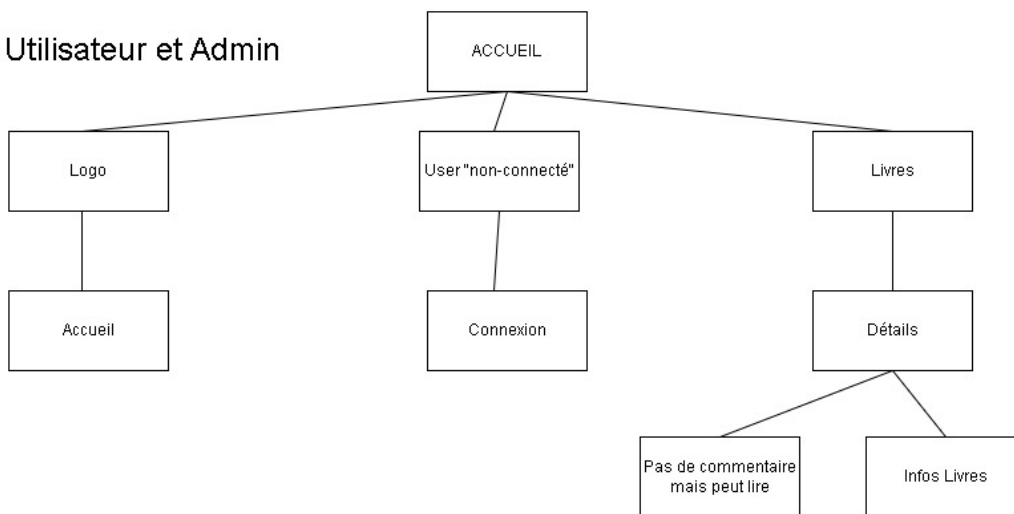 Utilisateur et Admin
ACCUEIL
Logo
User "non-connecté"
Livres
Accueil
Connexion
Détails
Pas de commentaire
mais peut lire
Infos Livres